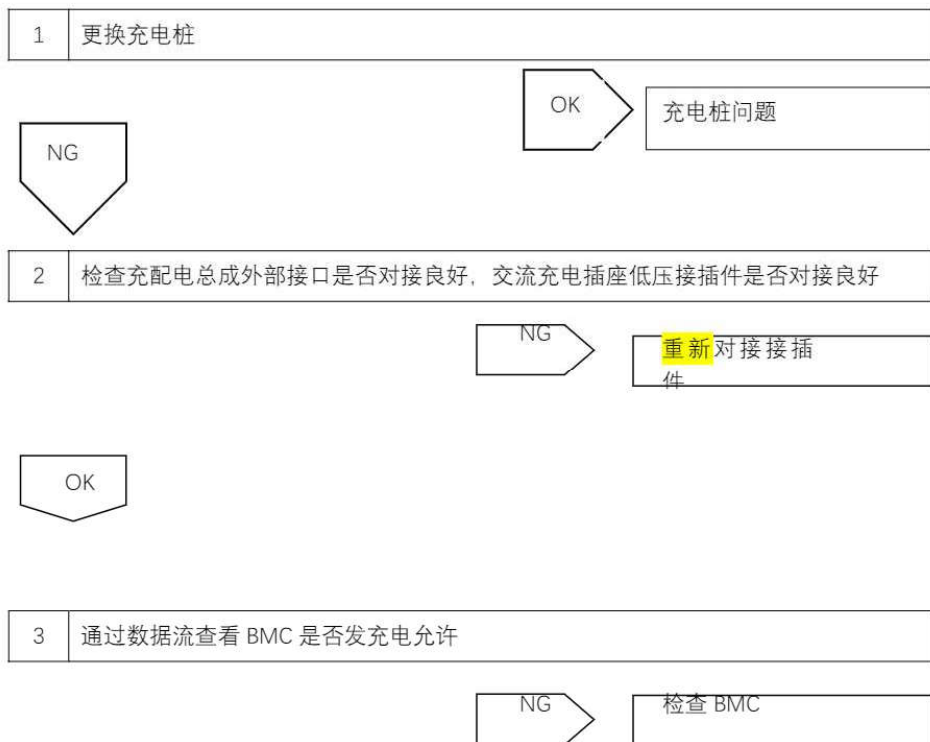 1 更换充电桩
OK 充电桩问题
NG
2 检查充配电总成外部接口是否对接良好，交流充电插座低压接插件是否对接良好
NG 重新对接接插
件
OK
3 通过数据流查看 BMC 是否发充电允许
NG 检查 BMC